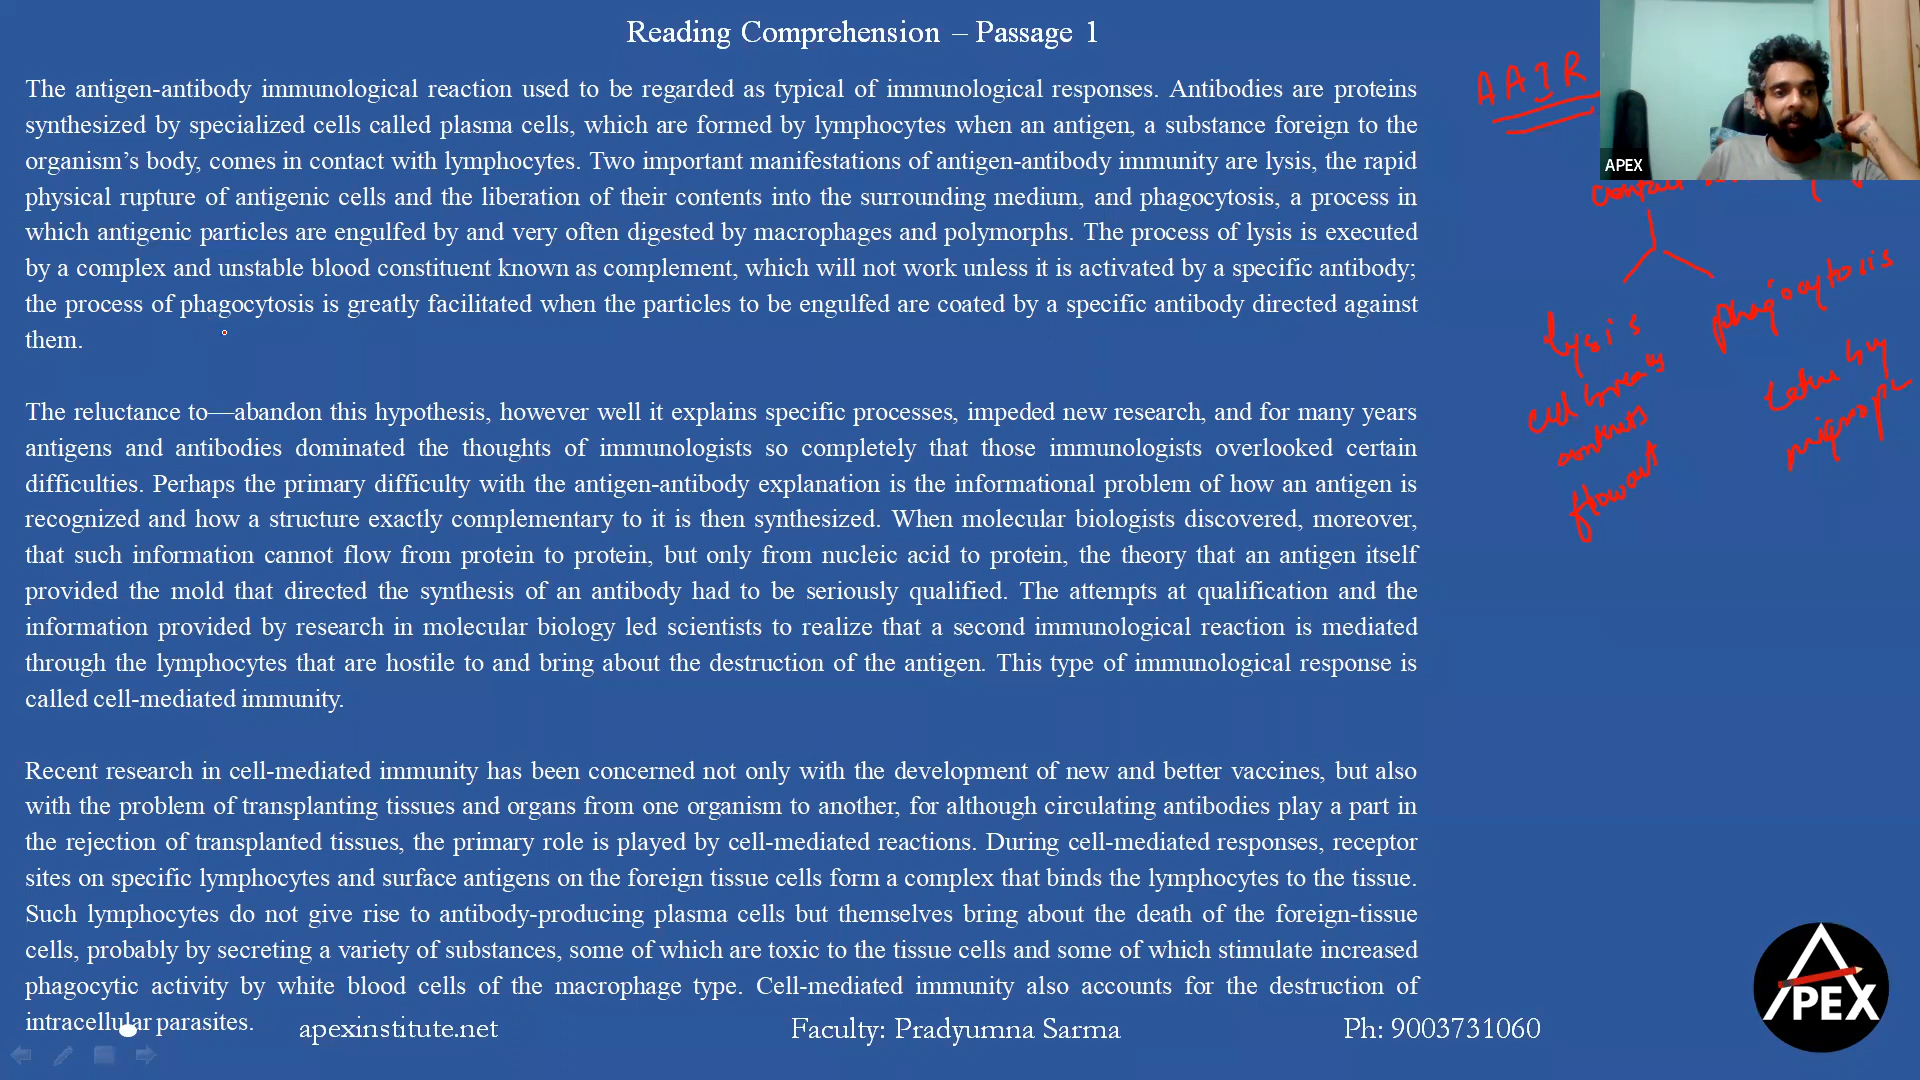 Reading Comprehension – Passage 1
The antigen-antibody immunological reaction used to be regarded as typical of immunological responses. Antibodies are proteins
synthesized by specialized cells called plasma cells, which are formed by lymphocytes when an antigen, a substance foreign to the
organism’s body, comes in contact with lymphocytes. Two important manifestations of antigen-antibody immunity are lysis, the rapid
physical rupture of antigenic cells and the liberation of their contents into the surrounding medium, and phagocytosis, a process in
which antigenic particles are engulfed by and very often digested by macrophages and polymorphs. The process of lysis is executed
by a complex and unstable blood constituent known as complement, which will not work unless it is activated by a specific antibody;
the process of phagocytosis is greatly facilitated when the particles to be engulfed are coated by a specific antibody directed against
them.
The reluctance to—abandon this hypothesis, however well it explains specific processes, impeded new research, and for many years
antigens and antibodies dominated the thoughts of immunologists so completely that those immunologists overlooked certain
difficulties. Perhaps the primary difficulty with the antigen-antibody explanation is the informational problem of how an antigen is
recognized and how a structure exactly complementary to it is then synthesized. When molecular biologists discovered, moreover,
that such information cannot flow from protein to protein, but only from nucleic acid to protein, the theory that an antigen itself
provided the mold that directed the synthesis of an antibody had to be seriously qualified. The attempts at qualification and the
information provided by research in molecular biology led scientists to realize that a second immunological reaction is mediated
through the lymphocytes that are hostile to and bring about the destruction of the antigen. This type of immunological response is
called cell-mediated immunity.
Recent research in cell-mediated immunity has been concerned not only with the development of new and better vaccines, but also
with the problem of transplanting tissues and organs from one organism to another, for although circulating antibodies play a part in
the rejection of transplanted tissues, the primary role is played by cell-mediated reactions. During cell-mediated responses, receptor
sites on specific lymphocytes and surface antigens on the foreign tissue cells form a complex that binds the lymphocytes to the tissue.
Such lymphocytes do not give rise to antibody-producing plasma cells but themselves bring about the death of the foreign-tissue
cells, probably by secreting a variety of substances, some of which are toxic to the tissue cells and some of which stimulate increased
phagocytic activity by white blood cells of the macrophage type. Cell-mediated immunity also accounts for the destruction of
intracellular parasites.
apexinstitute.net Faculty: Pradyumna Sarma Ph: 9003731060
AAIR
APEX
lysis
cell breaks
contents
flow out
phagocytosis
by
APEX